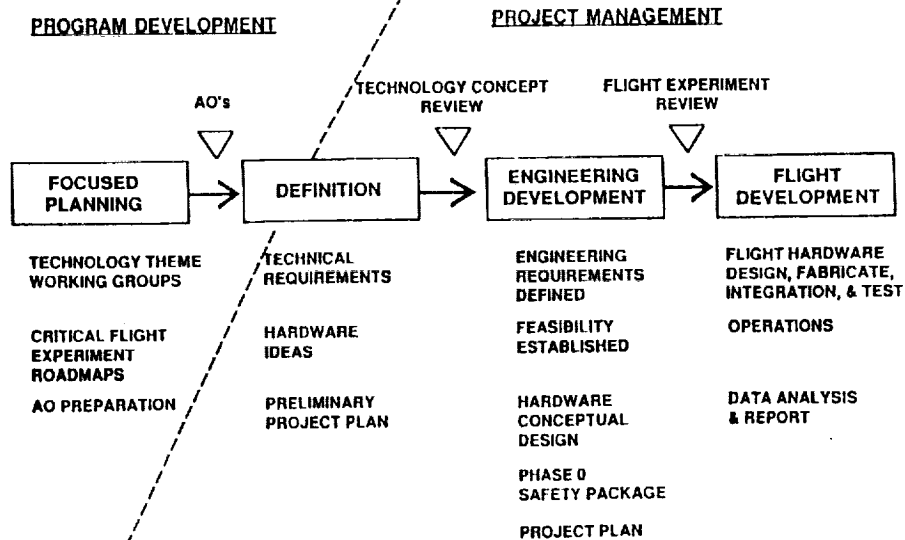 PROGRAM DEVELOPMENT
PROJECT MANAGEMENT
AO's
TECHNOLOGY CONCEPT
REVIEW
FLIGHT EXPERIMENT
REVIEW
FOCUSED
PLANNING
DEFINITION
ENGINEERING
DEVELOPMENT
FLIGHT
DEVELOPMENT
TECHNOLOGY THEME
WORKING GROUPS
CRITICAL FLIGHT
EXPERIMENT
ROADMAPS
AO PREPARATION
TECHNICAL
REQUIREMENTS
HARDWARE
IDEAS
PRELIMINARY
PROJECT PLAN
ENGINEERING
REQUIREMENTS
DEFINED
FEASIBILITY
ESTABLISHED
HARDWARE
CONCEPTUAL
DESIGN
PHASE 0
SAFETY PACKAGE
PROJECT PLAN
FLIGHT HARDWARE
DESIGN, FABRICATE,
INTEGRATION, & TEST
OPERATIONS
DATA ANALYSIS
& REPORT